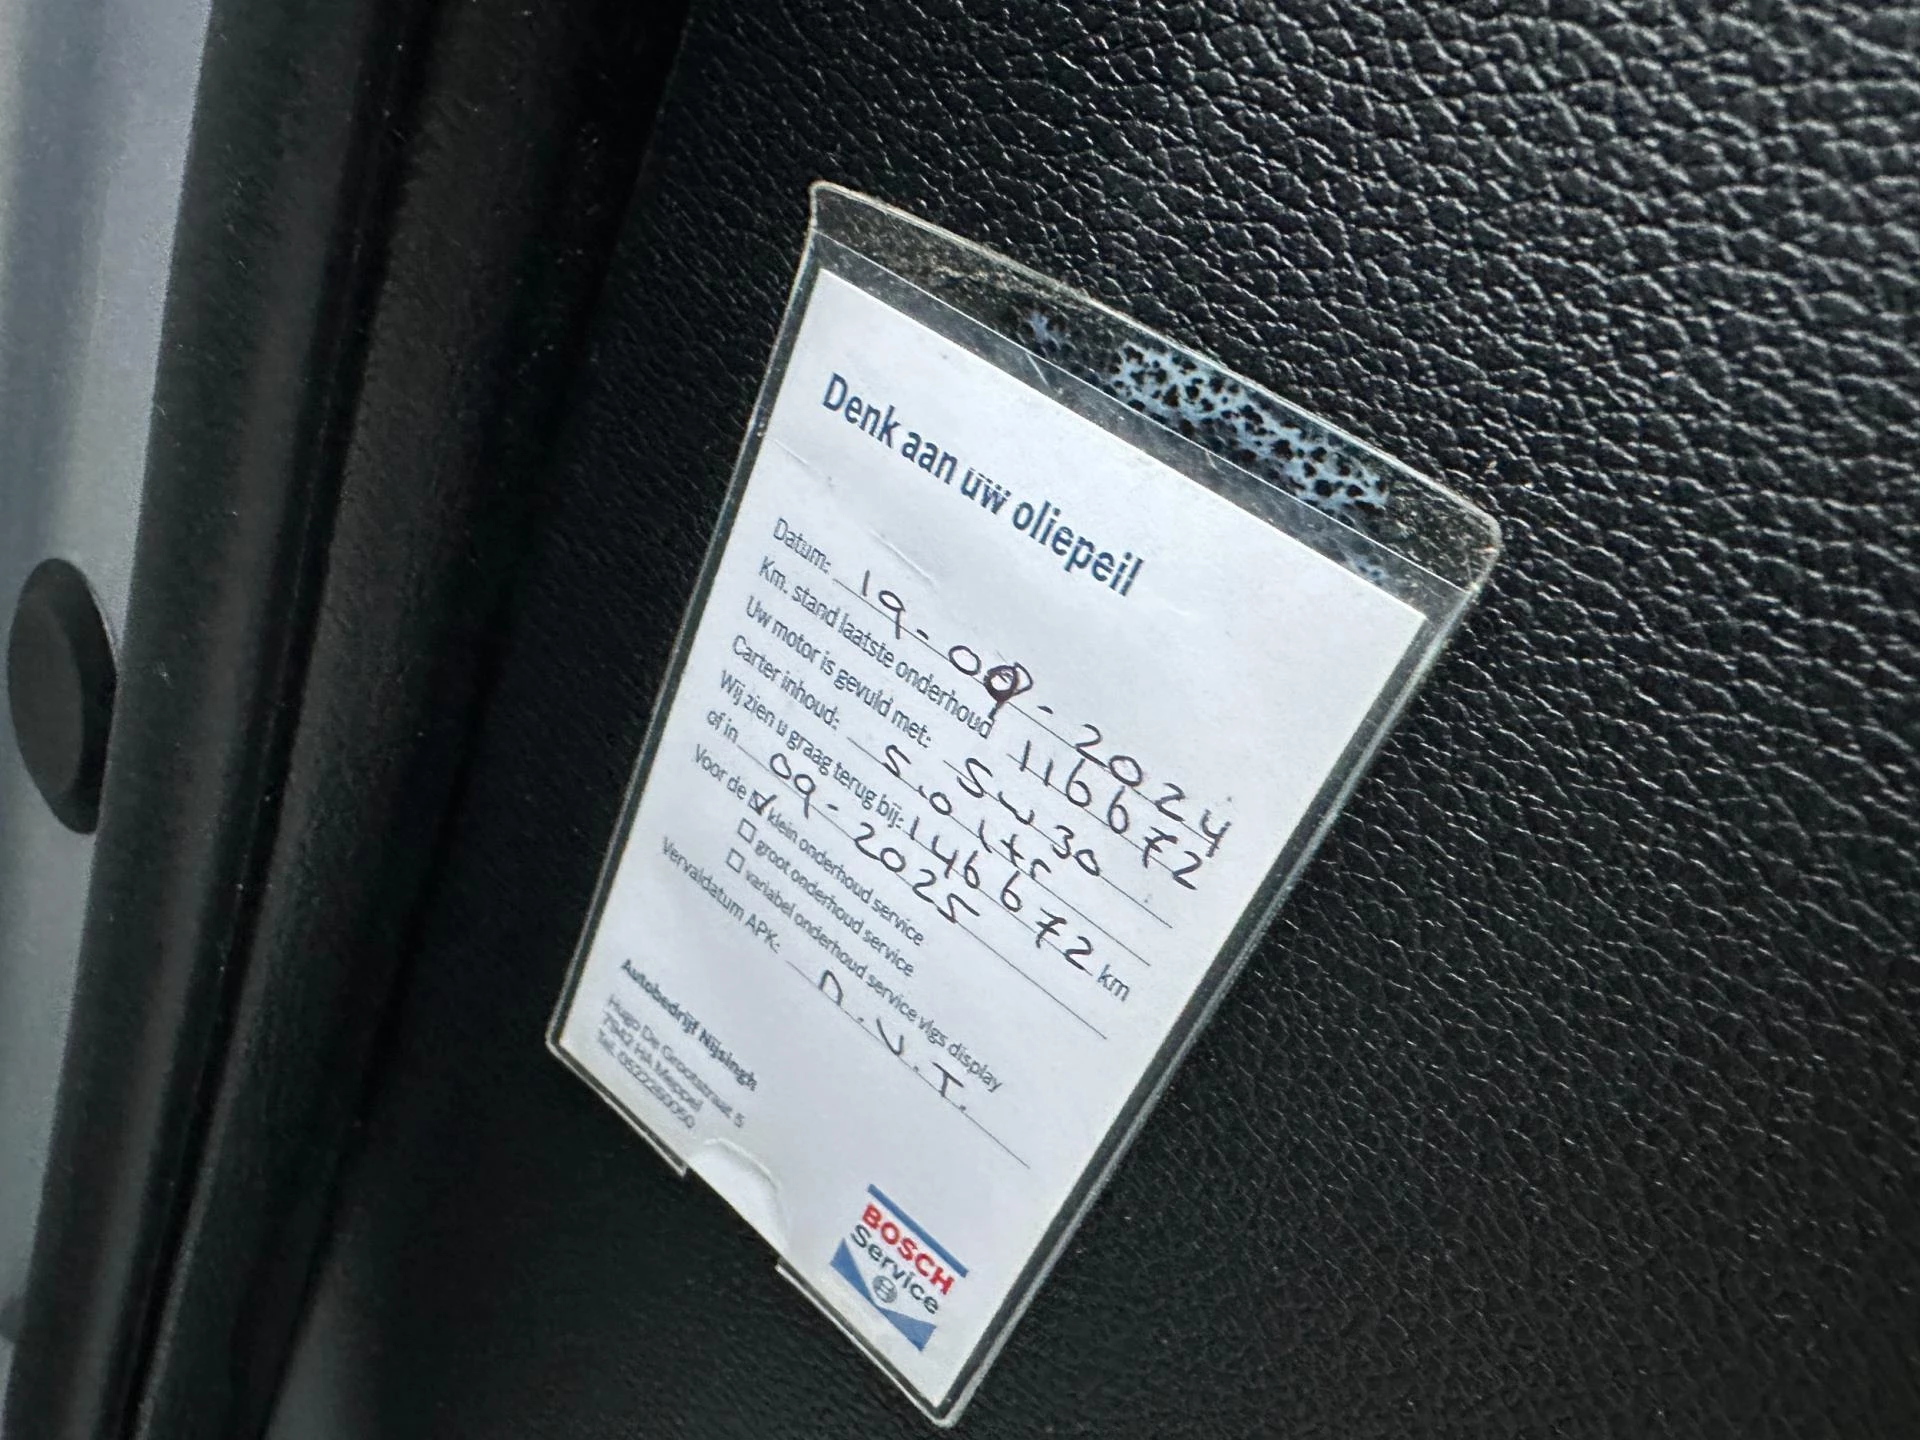 Denk aan uw oliepeil
Datum: 19-09-2024
Km. stand laatste onderhoud 116672
Uw motor is gevuld met: 5w30
Carter inhoud: 5.0 ltr
Wij zien u graag terug bij: 146672 km
of in 09-2025
Voor de klein onderhoud service
groot onderhoud service
variabel onderhoud service vlgs display
Vervaldatum APK: N.V.T.
Autobedrijf Nijsingh
Hugo De Grootstraat 5
7942 HA Meppel
Tel.
BOSCH
Service